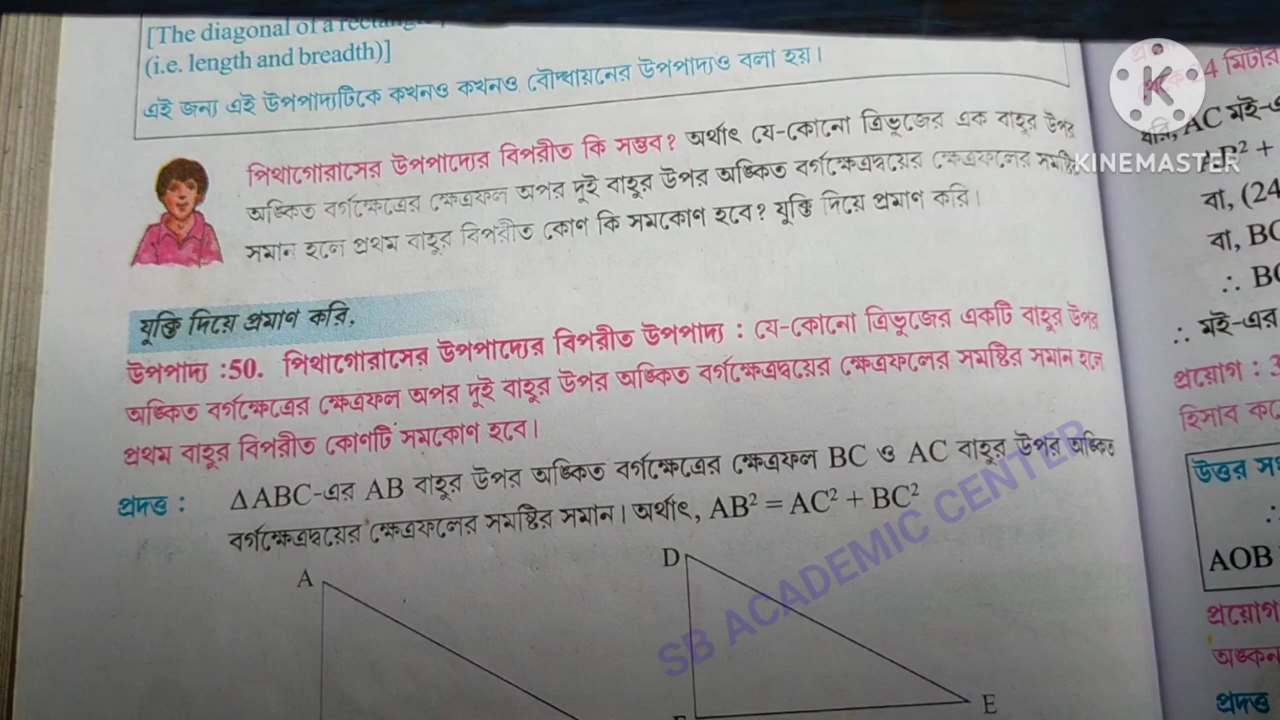 [The diagonal of a rectangle
(i.e. length and breadth)]
এই জন্য এই উপপাদ্যটিকে কখনও কখনও বৌধায়নের উপপাদ্যও বলা হয়।
পিথাগোরাসের উপপাদ্যের বিপরীত কি সম্ভব? অর্থাৎ যে-কোনো ত্রিভুজের এক বাহুর উপর
অঙ্কিত বর্গক্ষেত্রের ক্ষেত্রফল অপর দুই বাহুর উপর অঙ্কিত বর্গক্ষেত্রদ্বয়ের ক্ষেত্রফলের সমষ্টির
সমান হলে প্রথম বাহুর বিপরীত কোণ কি সমকোণ হবে? যুক্তি দিয়ে প্রমাণ করি।
যুক্তি দিয়ে প্রমাণ করি,
উপপাদ্য :50. পিথাগোরাসের উপপাদ্যের বিপরীত উপপাদ্য : যে-কোনো ত্রিভুজের একটি বাহুর উপর
অঙ্কিত বর্গক্ষেত্রের ক্ষেত্রফল অপর দুই বাহুর উপর অঙ্কিত বর্গক্ষেত্রদ্বয়ের ক্ষেত্রফলের সমষ্টির সমান হলে
প্রথম বাহুর বিপরীত কোণটি সমকোণ হবে।
প্রদত্ত : ΔABC-এর AB বাহুর উপর অঙ্কিত বর্গক্ষেত্রের ক্ষেত্রফল BC ও AC বাহুর উপর অঙ্কিত
বর্গক্ষেত্রদ্বয়ের ক্ষেত্রফলের সমষ্টির সমান। অর্থাৎ, AB² = AC² + BC²
A
D
E
SB ACADEMIC CENTER
K
KINEMASTER
4 মিটার
AC মই-এ
AB² +
বা, (24
বা, BC
∴ BC
∴ মই-এর
প্রয়োগ : 3
হিসাব
উত্তর
∴
AOB
প্রয়োগ
অঙ্কন
প্রদত্ত